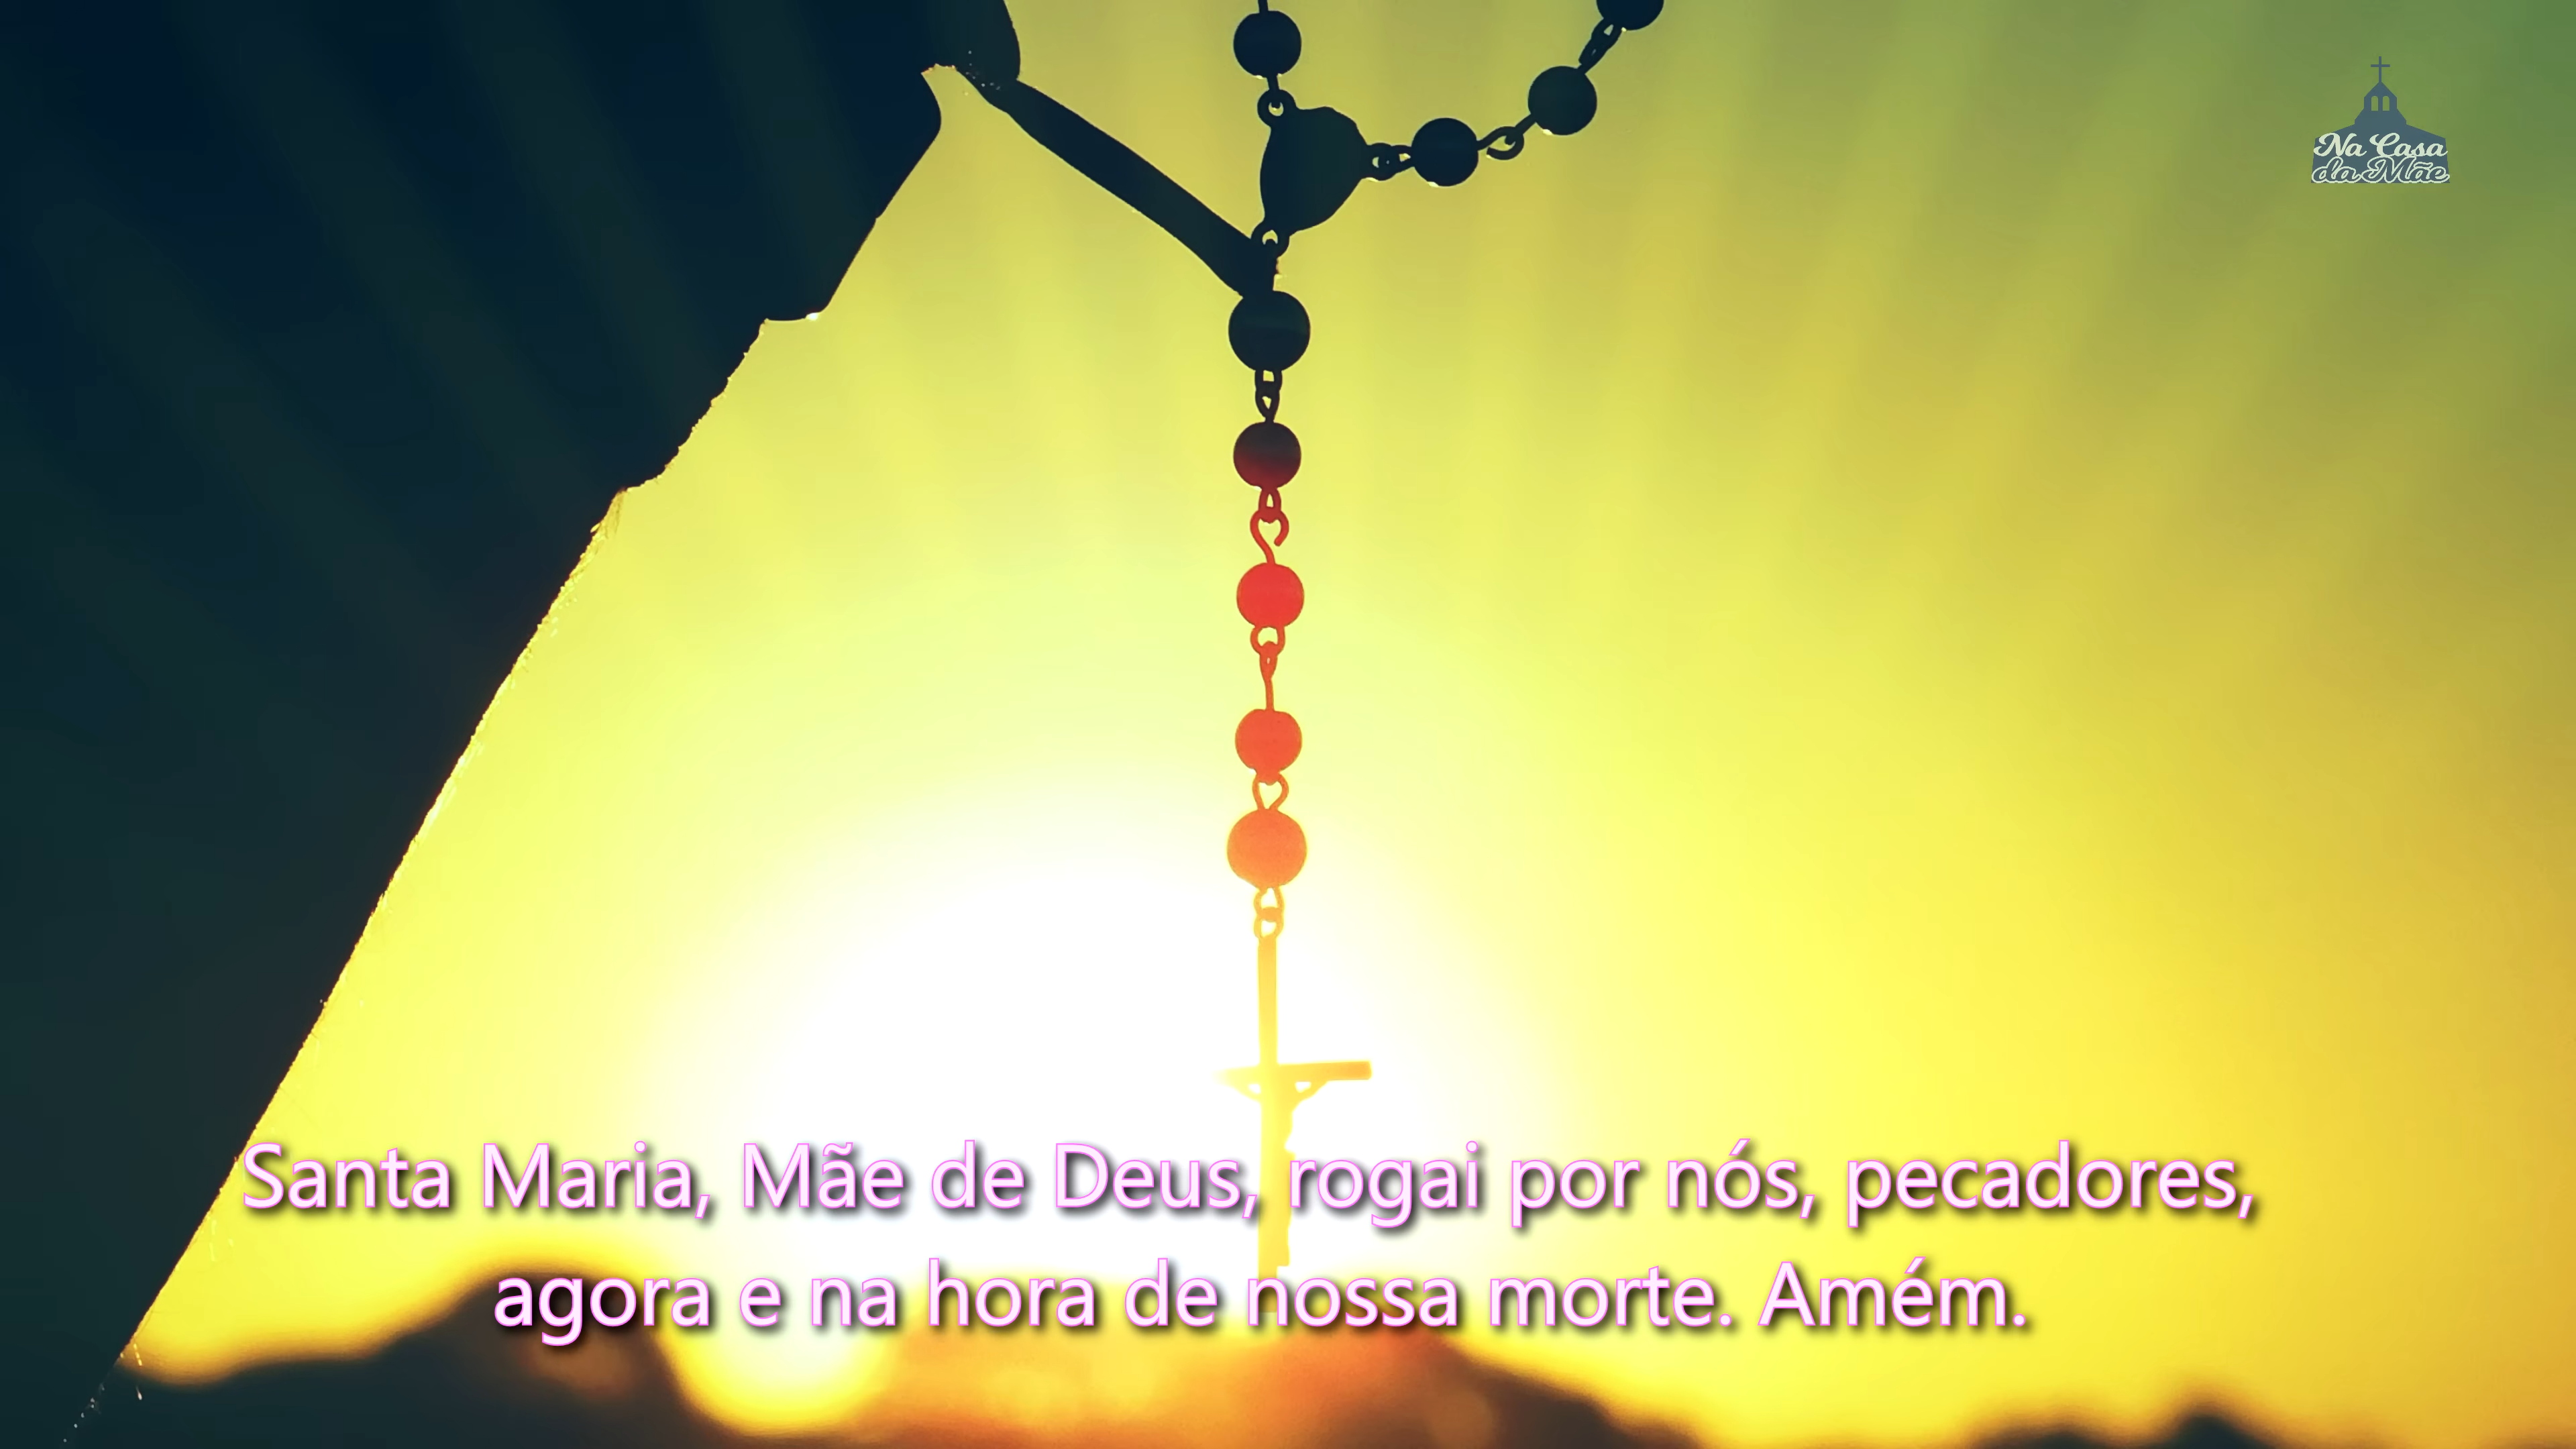 Na Casa
da Mãe
Santa Maria, Mãe de Deus, rogai por nós, pecadores,
agora e na hora de nossa morte. Amém.